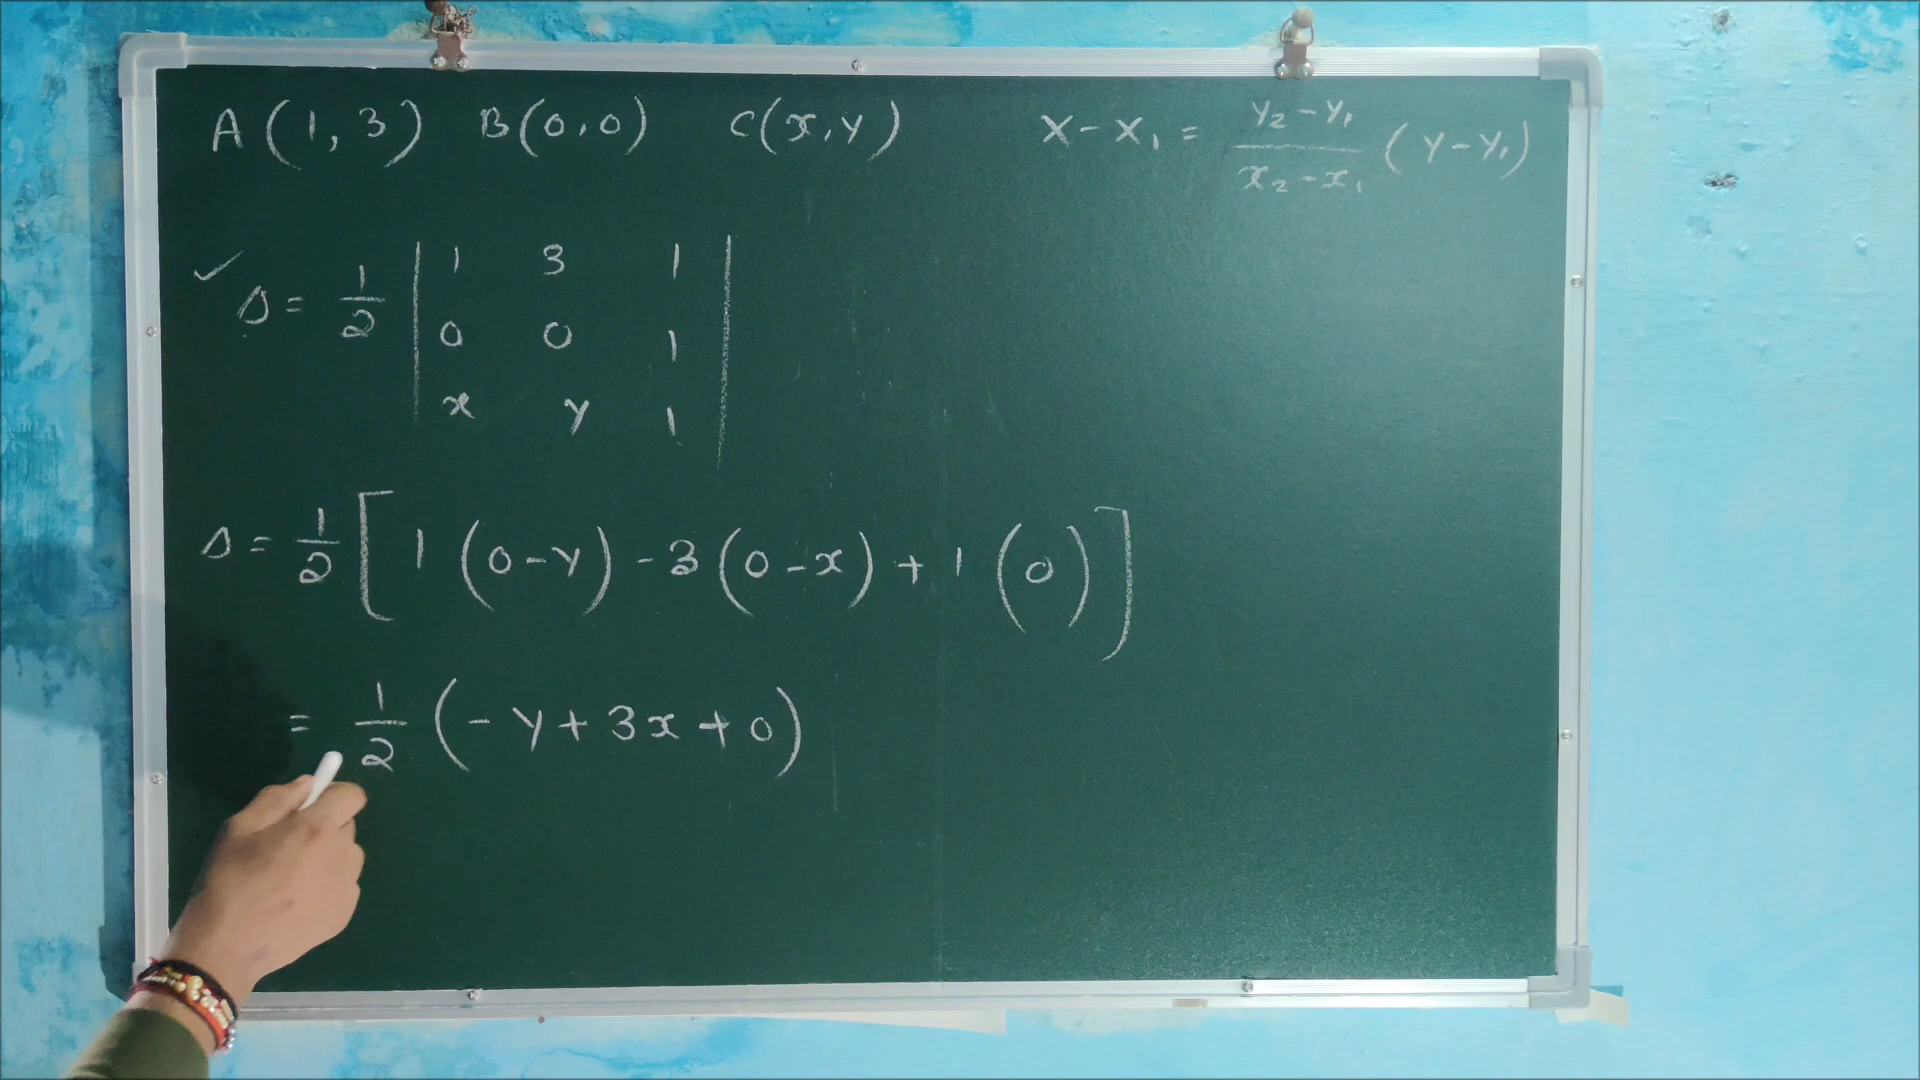 A (1, 3) B(0,0) C(x,y) X - X₁ = y₂-y₁/x₂-x₁ (y-y₁)
✓ Δ = 1/2 | 1 3 1 |
| 0 0 1 |
| x y 1 |
Δ = 1/2 [ 1 (0-y) -3 (0-x) + 1 (0) ]
= 1/2 (-y+3x+0)